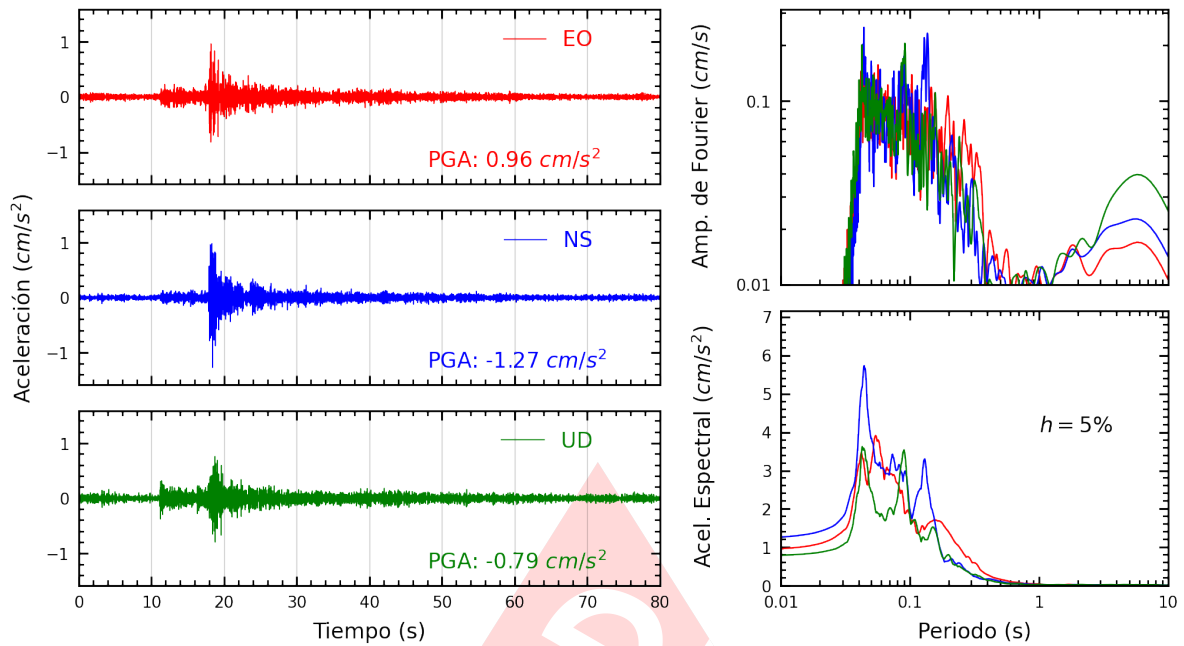 Aceleración (cm/s²)
1
0
−1
EO
PGA: 0.96 cm/s²
1
0
−1
NS
PGA: -1.27 cm/s²
1
0
−1
UD
PGA: -0.79 cm/s²
0 10 20 30 40 50 60 70 80
Tiempo (s)
Amp. de Fourier (cm/s)
0.1
0.01
Acel. Espectral (cm/s²)
7
6
5
4
3
2
1
0
h = 5%
0.01 0.1 1 10
Periodo (s)